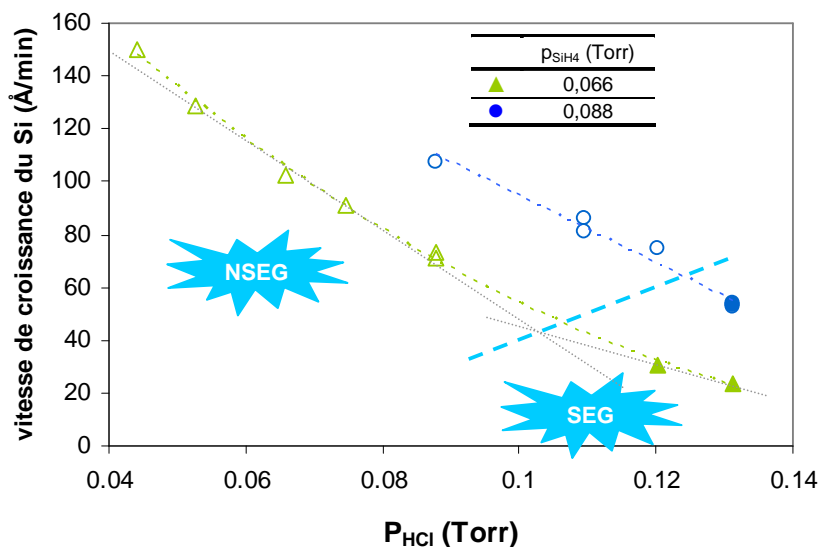 160
140
120
100
80
60
40
20
0
vitesse de croissance du Si (Å/min)
pSiH4 (Torr)
0,066
0,088
NSEG
SEG
0.04 0.06 0.08 0.1 0.12 0.14
PHCl (Torr)